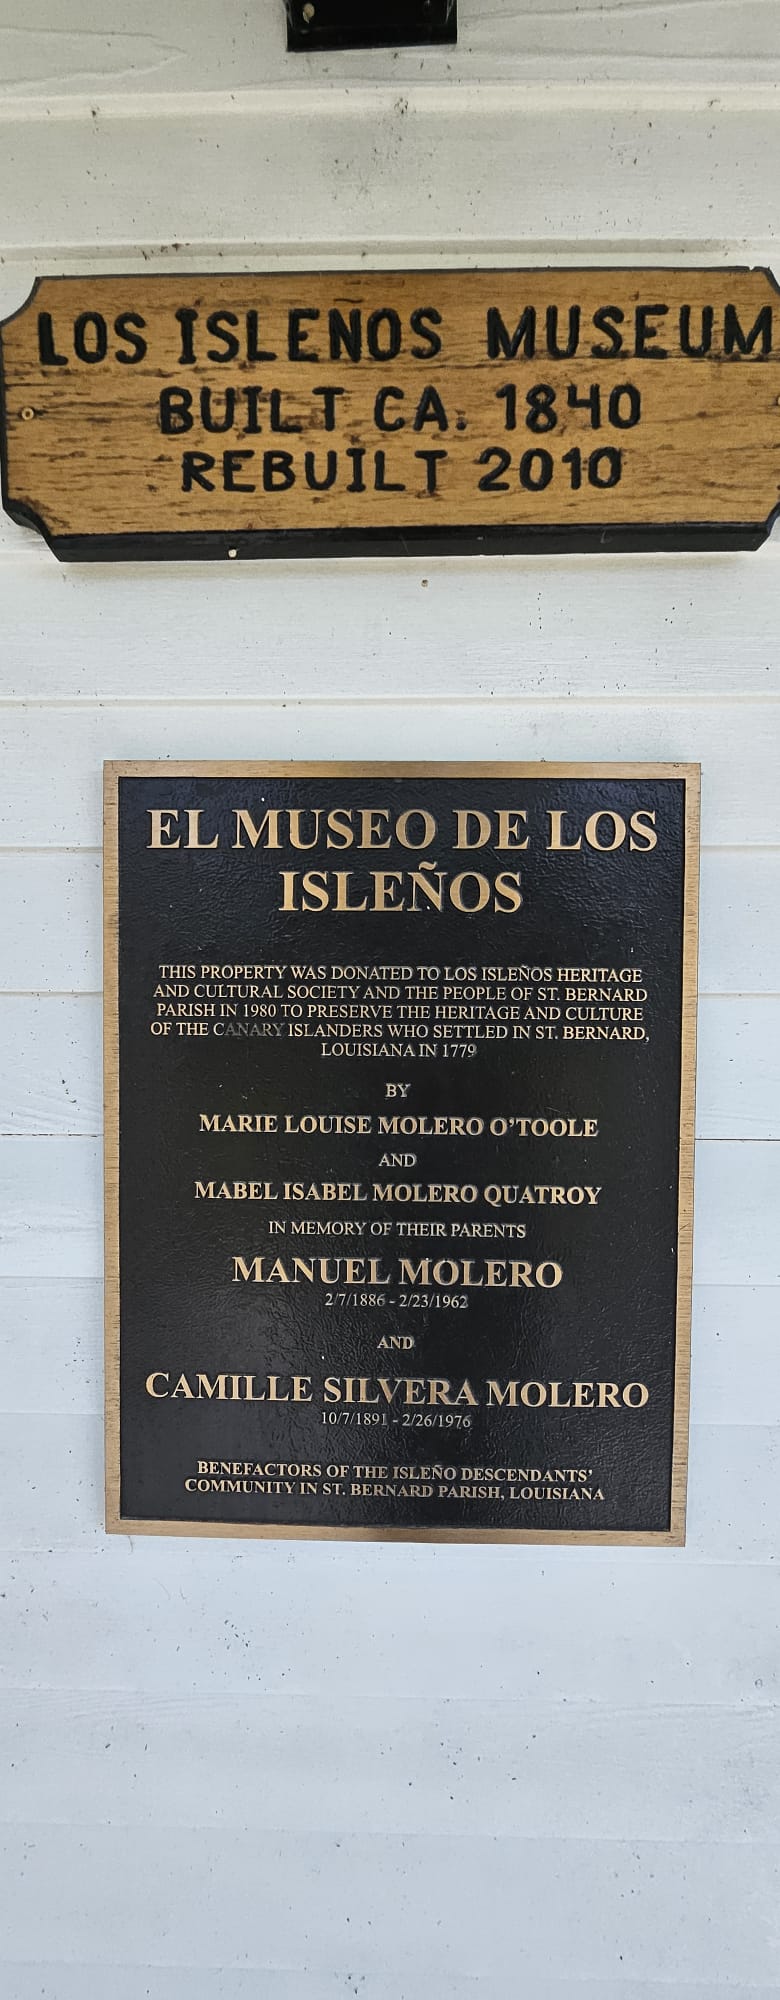 LOS ISLEÑOS MUSEUM
BUILT CA. 1840
REBUILT 2010
EL MUSEO DE LOS
ISLEÑOS
THIS PROPERTY WAS DONATED TO LOS ISLEÑOS HERITAGE
AND CULTURAL SOCIETY AND THE PEOPLE OF ST. BERNARD
PARISH IN 1980 TO PRESERVE THE HERITAGE AND CULTURE
OF THE CANARY ISLANDERS WHO SETTLED IN ST. BERNARD,
LOUISIANA IN 1779
BY
MARIE LOUISE MOLERO O'TOOLE
AND
MABEL ISABEL MOLERO QUATROY
IN MEMORY OF THEIR PARENTS
MANUEL MOLERO
2/7/1886 - 2/23/1962
AND
CAMILLE SILVERA MOLERO
10/7/1891 - 2/26/1976
BENEFACTORS OF THE ISLEÑO DESCENDANTS'
COMMUNITY IN ST. BERNARD PARISH, LOUISIANA